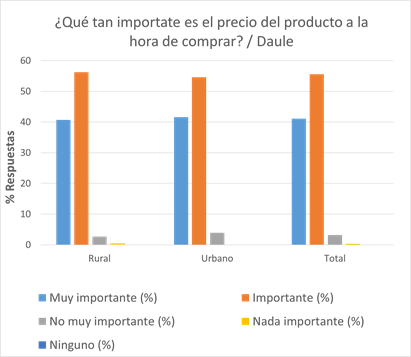 ¿Qué tan importate es el precio del producto a la
hora de comprar? / Daule
60
50
40
30
20
10
0
% Respuestas
Rural
Urbano
Total
Muy importante (%)
Importante (%)
No muy importante (%)
Nada importante (%)
Ninguno (%)